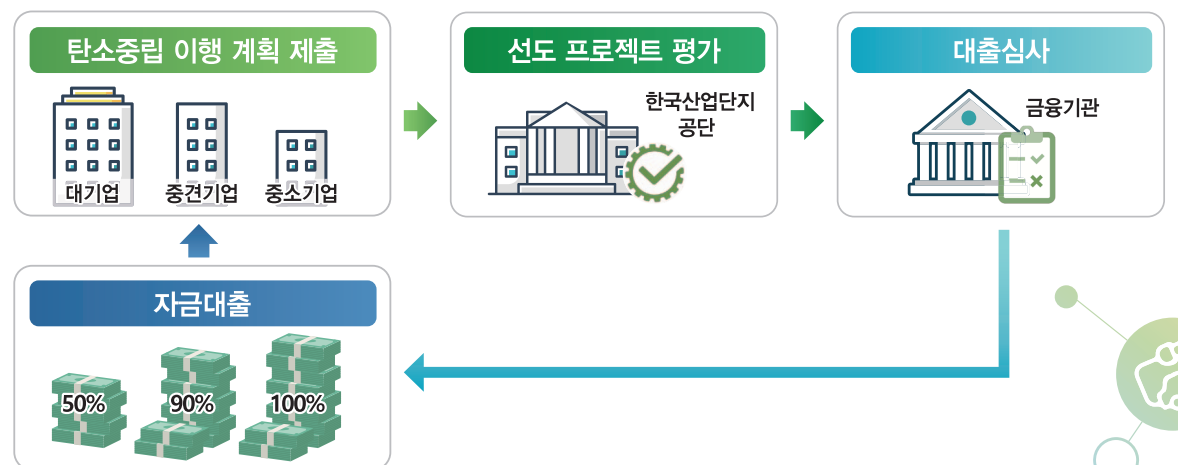 탄소중립 이행 계획 제출
대기업
중견기업
중소기업
선도 프로젝트 평가
한국산업단지
공단
대출심사
금융기관
자금대출
50%
90%
100%